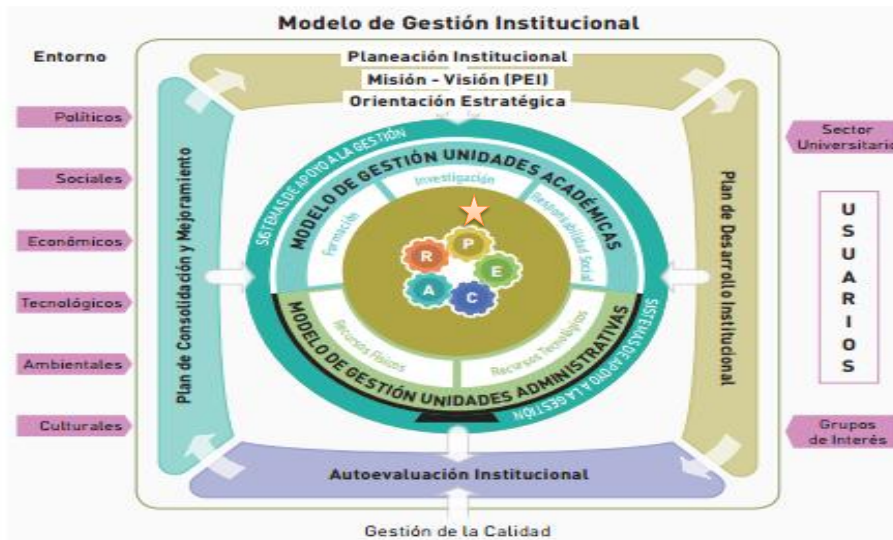 Modelo de Gestión Institucional
Entorno
Planeación Institucional
Misión - Visión (PEI)
Orientación Estratégica
Políticos
Sociales
Económicos
Tecnológicos
Ambientales
Culturales
Plan de Consolidación y Mejoramiento
SISTEMAS DE APOYO A LA GESTIÓN
MODELO DE GESTIÓN UNIDADES ACADÉMICAS
Formación
Investigación
Responsabilidad Social
R
P
E
A
C
Recursos Físicos
Recursos Tecnológicos
MODELO DE GESTIÓN UNIDADES ADMINISTRATIVAS
SISTEMAS DE APOYO A LA GESTIÓN
Plan de Desarrollo Institucional
Sector
Universitario
U
S
U
A
R
I
O
S
Grupos
de Interés
Autoevaluación Institucional
Gestión de la Calidad